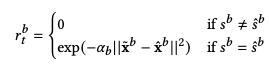 r_t^b = { 0 if s^b ≠ ŝ^b
exp(−α_b||x̃^b − x̂^b||^2) if s^b = ŝ^b